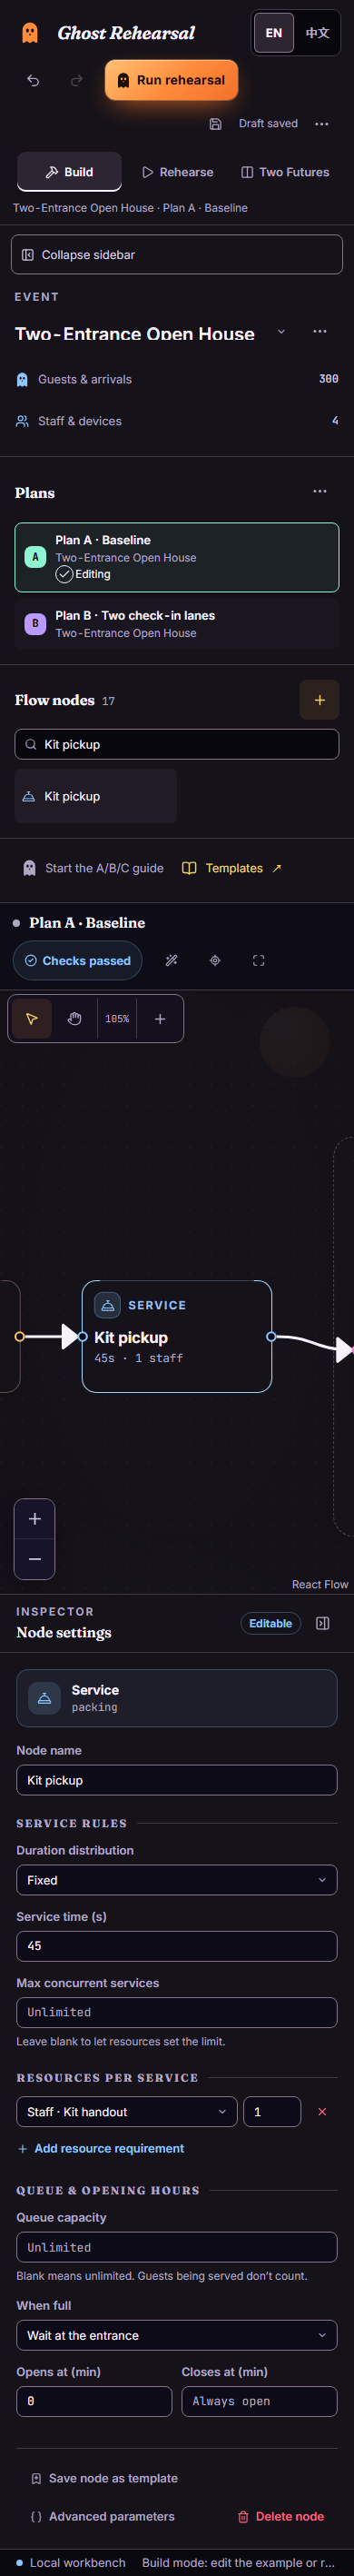 Ghost Rehearsal
EN 中文
Run rehearsal
Draft saved
Build Rehearse Two Futures
Two-Entrance Open House · Plan A · Baseline
Collapse sidebar
EVENT
Two-Entrance Open House
Guests & arrivals 300
Staff & devices 4
Plans
A Plan A · Baseline
Two-Entrance Open House
Editing
B Plan B · Two check-in lanes
Two-Entrance Open House
Flow nodes 17
Kit pickup
Kit pickup
Start the A/B/C guide Templates ↗
Plan A · Baseline
Checks passed
105%
SERVICE
Kit pickup
45s · 1 staff
React Flow
INSPECTOR
Node settings
Editable
Service
packing
Node name
Kit pickup
SERVICE RULES
Duration distribution
Fixed
Service time (s)
45
Max concurrent services
Unlimited
Leave blank to let resources set the limit.
RESOURCES PER SERVICE
Staff · Kit handout 1
Add resource requirement
QUEUE & OPENING HOURS
Queue capacity
Unlimited
Blank means unlimited. Guests being served don't count.
When full
Wait at the entrance
Opens at (min) Closes at (min)
0 Always open
Save node as template
Advanced parameters Delete node
Local workbench Build mode: edit the example or r...